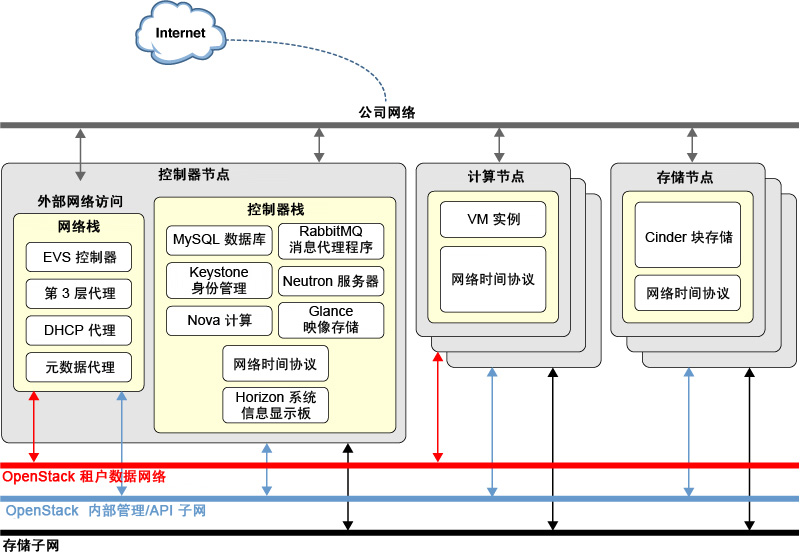 Internet
公司网络
控制器节点
外部网络访问
网络栈
EVS 控制器
第 3 层代理
DHCP 代理
元数据代理
控制器栈
MySQL 数据库
RabbitMQ
消息代理程序
Keystone
身份管理
Neutron 服务器
Nova 计算
Glance
映像存储
网络时间协议
Horizon 系统
信息显示板
计算节点
VM 实例
网络时间协议
存储节点
Cinder 块存储
网络时间协议
OpenStack 租户数据网络
OpenStack 内部管理/API 子网
存储子网